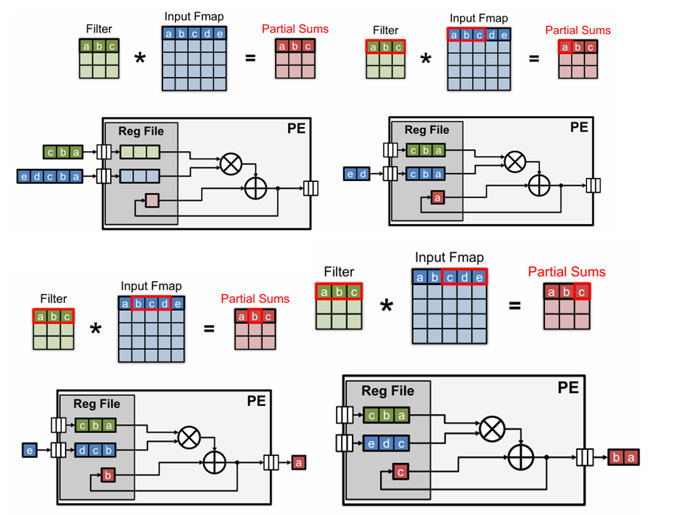 Filter
Input Fmap
Partial Sums
a b c
*
a b c d e
=
a b c
PE
Reg File
c b a
e d c b a
Filter
Input Fmap
Partial Sums
a b c
*
a b c d e
=
a b c
PE
Reg File
c b a
e d
c b a
a
Filter
Input Fmap
Partial Sums
a b c
*
a b c d e
=
a b c
PE
Reg File
c b a
e
d c b
b
a
Filter
Input Fmap
Partial Sums
a b c
*
a b c d e
=
a b c
PE
Reg File
c b a
e d c
c
b a